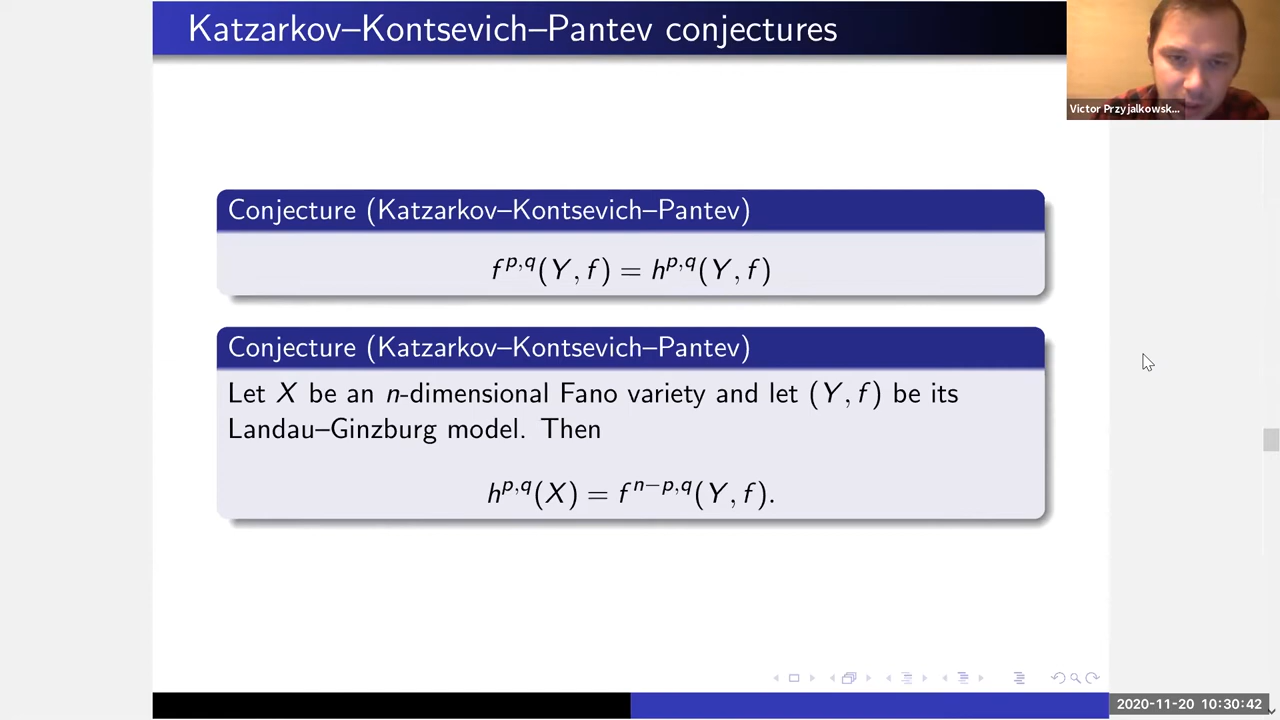 Katzarkov–Kontsevich–Pantev conjectures
Victor Przyjalkowsk...
Conjecture (Katzarkov–Kontsevich–Pantev)
f^{p,q}(Y, f) = h^{p,q}(Y, f)
Conjecture (Katzarkov–Kontsevich–Pantev)
Let X be an n-dimensional Fano variety and let (Y, f) be its
Landau–Ginzburg model. Then
h^{p,q}(X) = f^{n−p,q}(Y, f).
2020-11-20 10:30:42